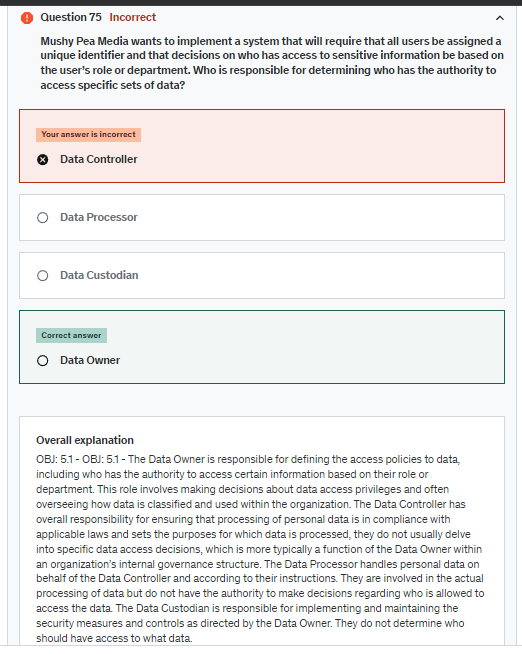 Question 75 Incorrect
Mushy Pea Media wants to implement a system that will require that all users be assigned a
unique identifier and that decisions on who has access to sensitive information be based on
the user's role or department. Who is responsible for determining who has the authority to
access specific sets of data?
Your answer is incorrect
Data Controller
Data Processor
Data Custodian
Correct answer
Data Owner
Overall explanation
OBJ: 5.1 - OBJ: 5.1 - The Data Owner is responsible for defining the access policies to data,
including who has the authority to access certain information based on their role or
department. This role involves making decisions about data access privileges and often
overseeing how data is classified and used within the organization. The Data Controller has
overall responsibility for ensuring that processing of personal data is in compliance with
applicable laws and sets the purposes for which data is processed, they do not usually delve
into specific data access decisions, which is more typically a function of the Data Owner within
an organization's internal governance structure. The Data Processor handles personal data on
behalf of the Data Controller and according to their instructions. They are involved in the actual
processing of data but do not have the authority to make decisions regarding who is allowed to
access the data. The Data Custodian is responsible for implementing and maintaining the
security measures and controls as directed by the Data Owner. They do not determine who
should have access to what data.